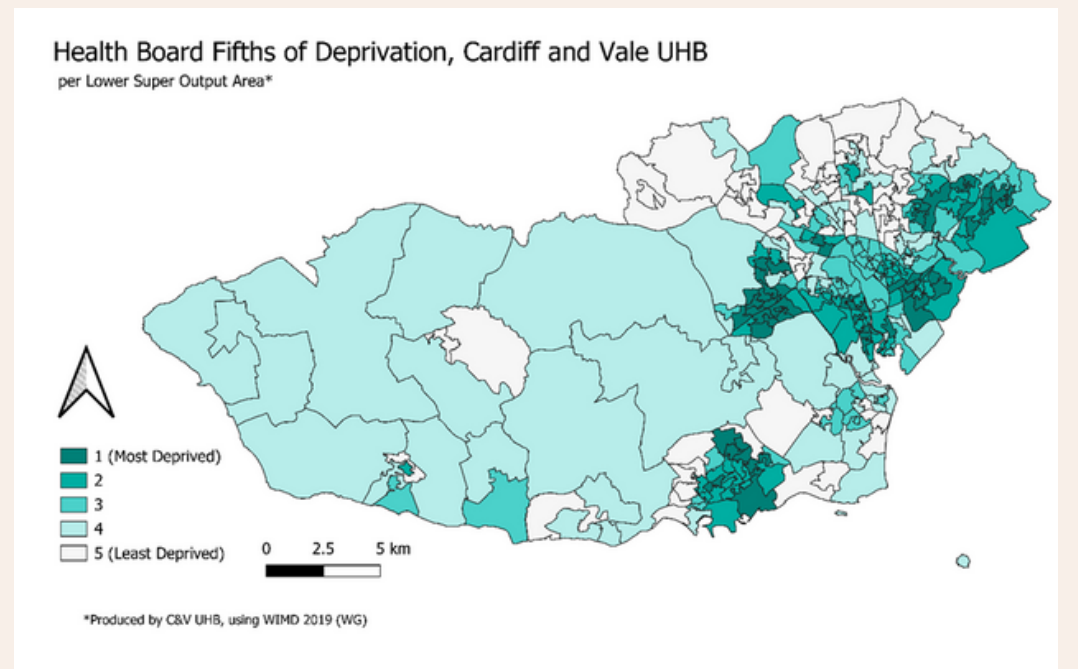 Health Board Fifths of Deprivation, Cardiff and Vale UHB
per Lower Super Output Area*
1 (Most Deprived)
2
3
4
5 (Least Deprived)
0 2.5 5 km
*Produced by C&V UHB, using WIMD 2019 (WG)